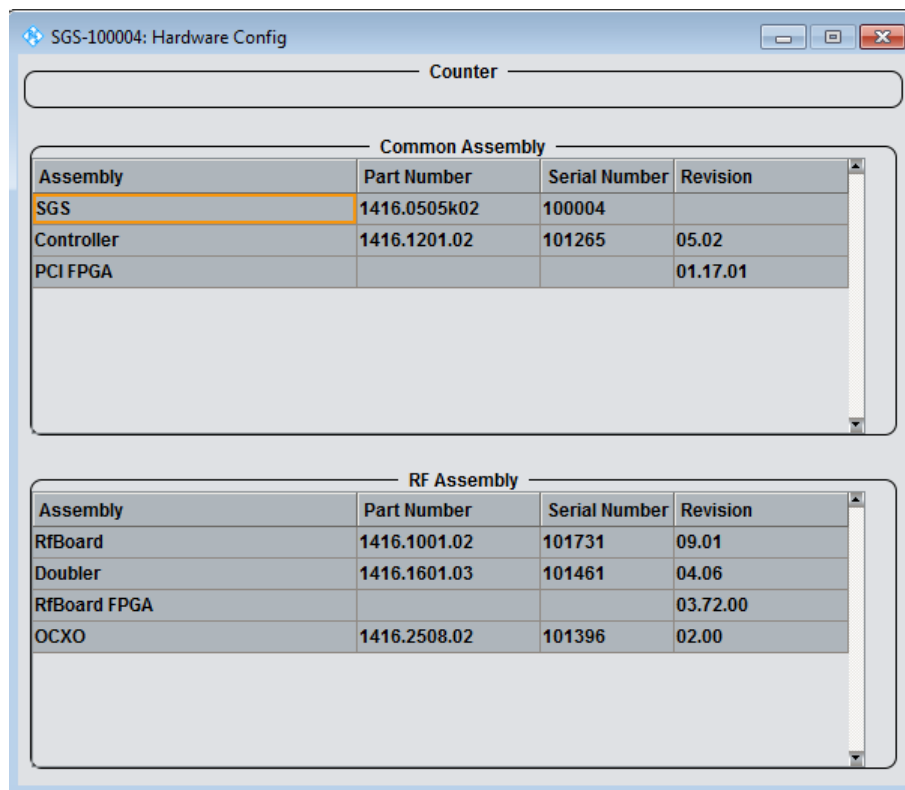 SGS-100004: Hardware Config
Counter
Common Assembly
Assembly Part Number Serial Number Revision
SGS 1416.0505k02 100004
Controller 1416.1201.02 101265 05.02
PCI FPGA 01.17.01
RF Assembly
Assembly Part Number Serial Number Revision
RfBoard 1416.1001.02 101731 09.01
Doubler 1416.1601.03 101461 04.06
RfBoard FPGA 03.72.00
OCXO 1416.2508.02 101396 02.00